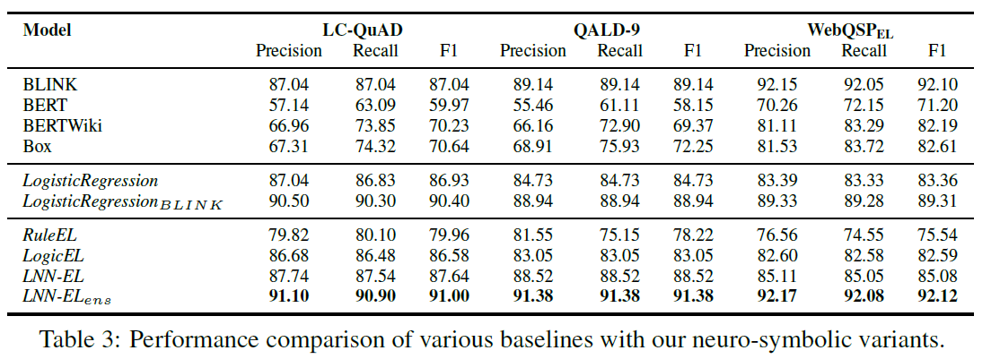 Model LC-QuAD QALD-9 WebQSP_EL
Precision Recall F1 Precision Recall F1 Precision Recall F1
BLINK 87.04 87.04 87.04 89.14 89.14 89.14 92.15 92.05 92.10
BERT 57.14 63.09 59.97 55.46 61.11 58.15 70.26 72.15 71.20
BERTWiki 66.96 73.85 70.23 66.16 72.90 69.37 81.11 83.29 82.19
Box 67.31 74.32 70.64 68.91 75.93 72.25 81.53 83.72 82.61
LogisticRegression 87.04 86.83 86.93 84.73 84.73 84.73 83.39 83.33 83.36
LogisticRegression_BLINK 90.50 90.30 90.40 88.94 88.94 88.94 89.33 89.28 89.31
RuleEL 79.82 80.10 79.96 81.55 75.15 78.22 76.56 74.55 75.54
LogicEL 86.68 86.48 86.58 83.05 83.05 83.05 82.60 82.58 82.59
LNN-EL 87.74 87.54 87.64 88.52 88.52 88.52 85.11 85.05 85.08
LNN-EL_ens 91.10 90.90 91.00 91.38 91.38 91.38 92.17 92.08 92.12
Table 3: Performance comparison of various baselines with our neuro-symbolic variants.